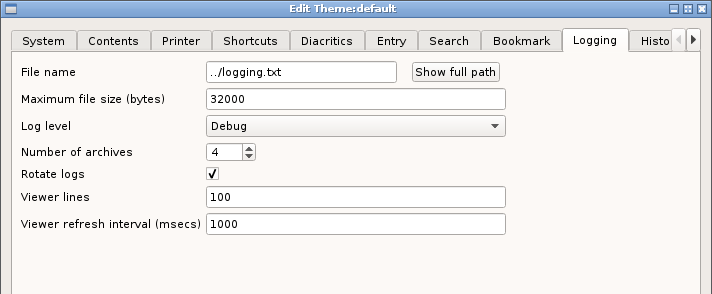 Edit Theme:default
System Contents Printer Shortcuts Diacritics Entry Search Bookmark Logging Histo
File name ../logging.txt Show full path
Maximum file size (bytes) 32000
Log level Debug
Number of archives 4
Rotate logs
Viewer lines 100
Viewer refresh interval (msecs) 1000